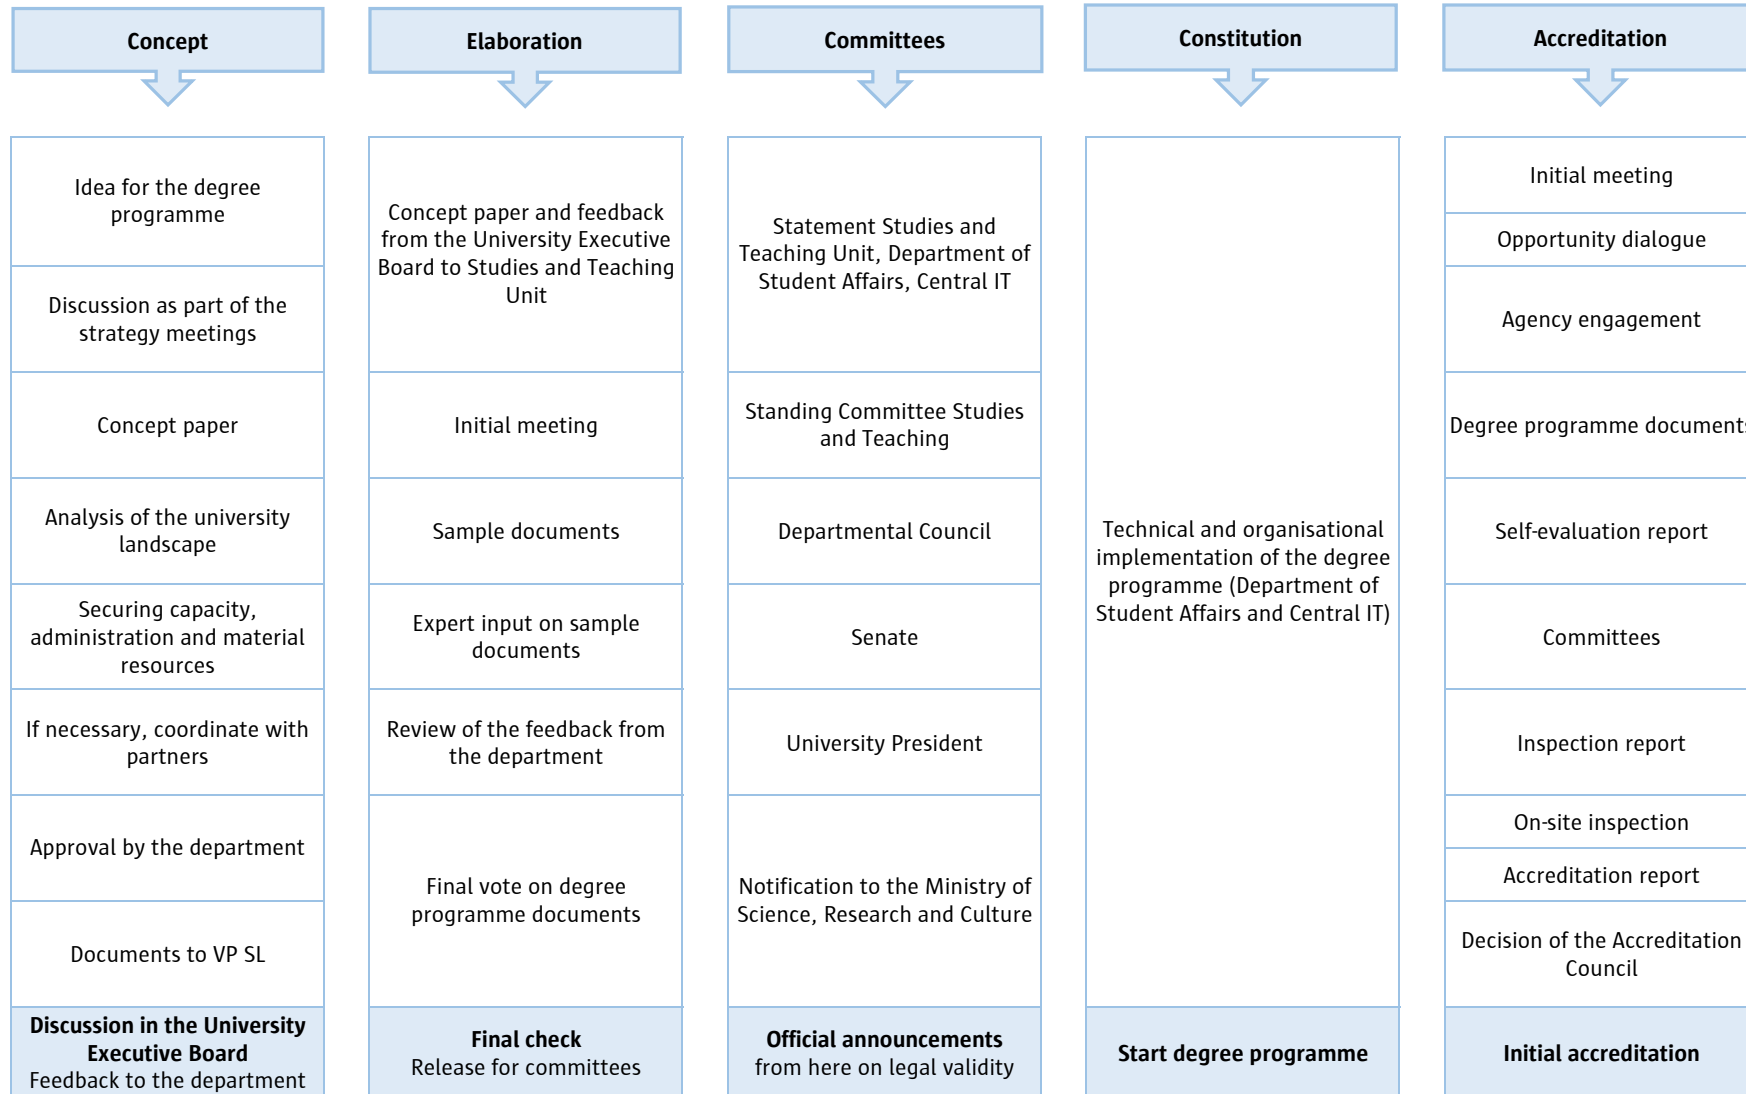 Concept
Idea for the degree
programme
Discussion as part of the
strategy meetings
Concept paper
Analysis of the university
landscape
Securing capacity,
administration and material
resources
If necessary, coordinate with
partners
Approval by the department
Documents to VP SL
Discussion in the University
Executive Board
Feedback to the department
Elaboration
Concept paper and feedback
from the University Executive
Board to Studies and Teaching
Unit
Initial meeting
Sample documents
Expert input on sample
documents
Review of the feedback from
the department
Final vote on degree
programme documents
Final check
Release for committees
Committees
Statement Studies and
Teaching Unit, Department of
Student Affairs, Central IT
Standing Committee Studies
and Teaching
Departmental Council
Senate
University President
Notification to the Ministry of
Science, Research and Culture
Official announcements
from here on legal validity
Constitution
Technical and organisational
implementation of the degree
programme (Department of
Student Affairs and Central IT)
Start degree programme
Accreditation
Initial meeting
Opportunity dialogue
Agency engagement
Degree programme documents
Self-evaluation report
Committees
Inspection report
On-site inspection
Accreditation report
Decision of the Accreditation
Council
Initial accreditation